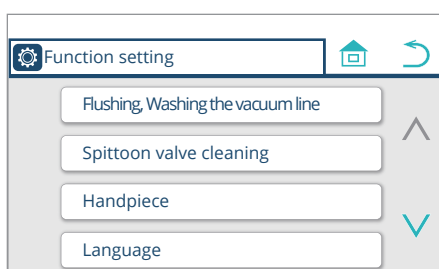 Function setting
Flushing, Washing the vacuum line
Spittoon valve cleaning
Handpiece
Language